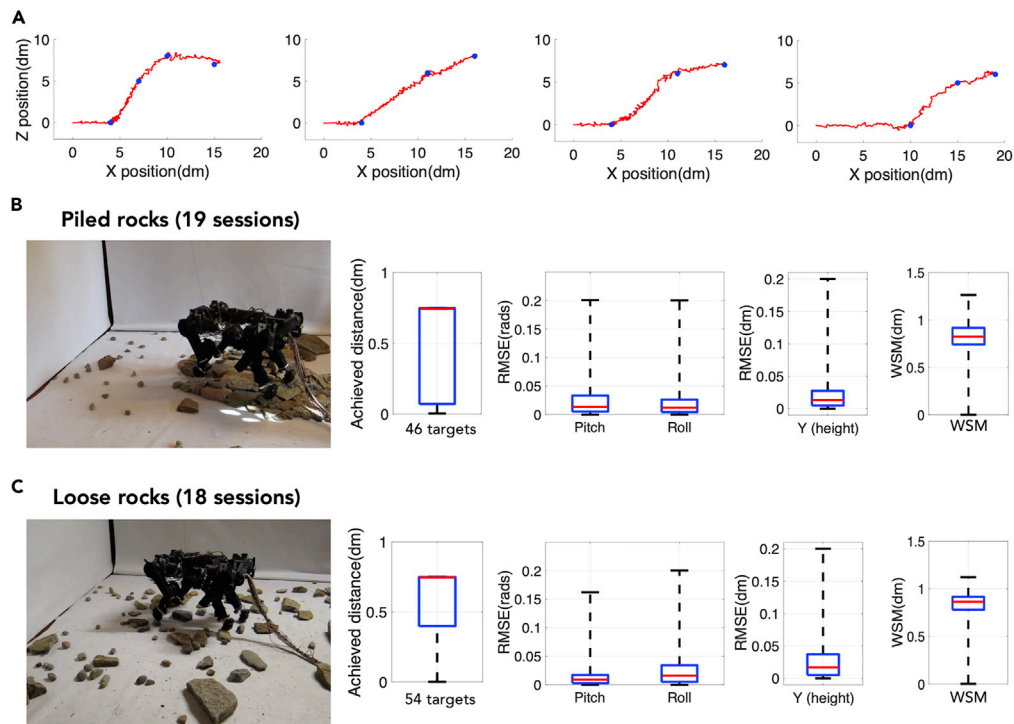 A
Z position(dm)
10
5
0
0 5 10 15 20
X position(dm)
10
5
0
0 5 10 15 20
X position(dm)
10
5
0
0 5 10 15 20
X position(dm)
10
5
0
0 5 10 15 20
X position(dm)
B
Piled rocks (19 sessions)
Achieved distance(dm)
1
0.5
0
46 targets
RMSE(rads)
0.2
0.15
0.1
0.05
0
Pitch Roll
RMSE(dm)
0.2
0.15
0.1
0.05
0
Y (height)
WSM(dm)
1.5
1
0.5
0
WSM
C
Loose rocks (18 sessions)
Achieved distance(dm)
1
0.5
0
54 targets
RMSE(rads)
0.2
0.15
0.1
0.05
0
Pitch Roll
RMSE(dm)
0.2
0.15
0.1
0.05
0
Y (height)
WSM(dm)
1.5
1
0.5
0
WSM